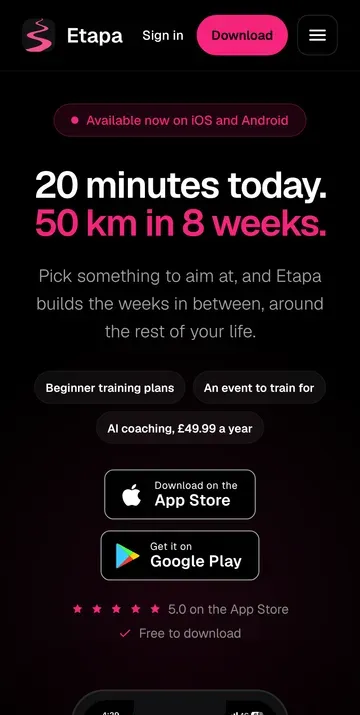 Etapa
Sign in
Download
Available now on iOS and Android
20 minutes today.
50 km in 8 weeks.
Pick something to aim at, and Etapa
builds the weeks in between, around
the rest of your life.
Beginner training plans
An event to train for
AI coaching, £49.99 a year
Download on the
App Store
Get it on
Google Play
5.0 on the App Store
Free to download